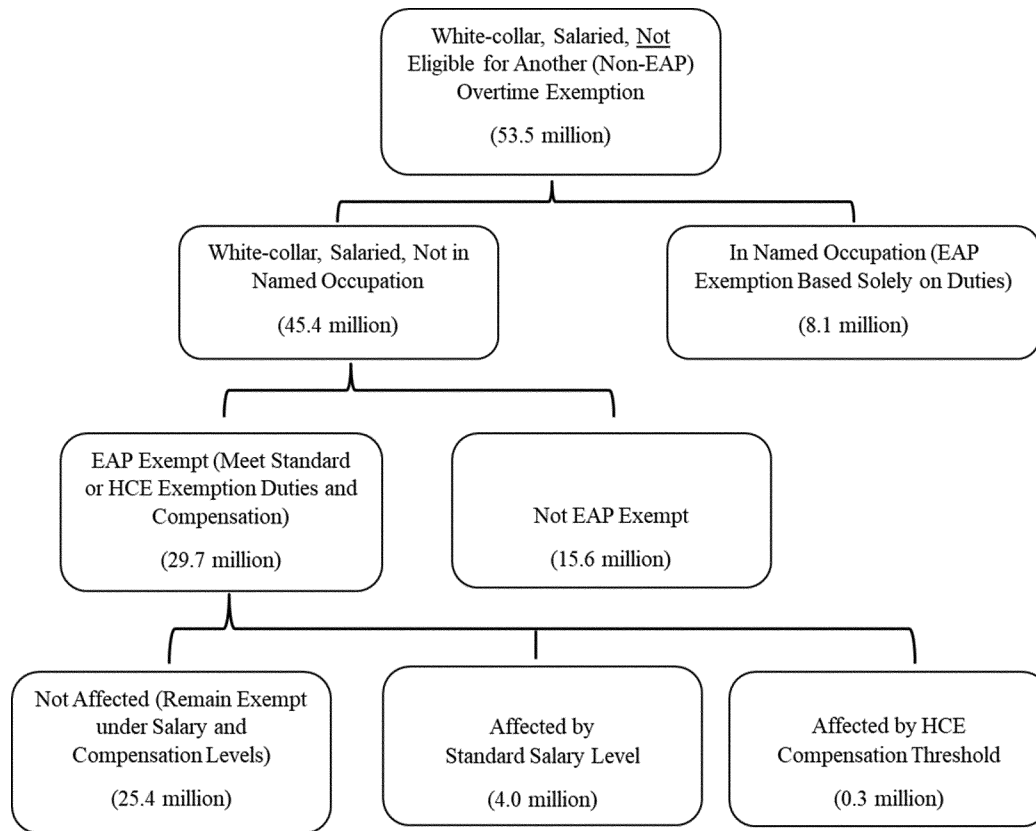 White-collar, Salaried, Not
Eligible for Another (Non-EAP)
Overtime Exemption
(53.5 million)
White-collar, Salaried, Not in
Named Occupation
(45.4 million)
In Named Occupation (EAP
Exemption Based Solely on Duties)
(8.1 million)
EAP Exempt (Meet Standard
or HCE Exemption Duties and
Compensation)
(29.7 million)
Not EAP Exempt
(15.6 million)
Not Affected (Remain Exempt
under Salary and
Compensation Levels)
(25.4 million)
Affected by
Standard Salary Level
(4.0 million)
Affected by HCE
Compensation Threshold
(0.3 million)